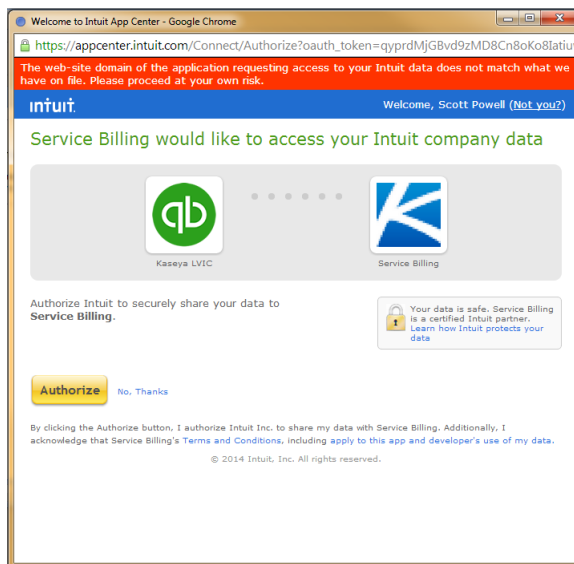 Welcome to Intuit App Center - Google Chrome
https://appcenter.intuit.com/Connect/Authorize?oauth_token=qyprdMjGBvd9zMD8Cn8oKo8Iatiu
The web-site domain of the application requesting access to your Intuit data does not match what we
have on file. Please proceed at your own risk.
intuit.
Welcome, Scott Powell (Not you?)
Service Billing would like to access your Intuit company data
qb
K
Kaseya LVIC
Service Billing
Authorize Intuit to securely share your data to
Service Billing.
Your data is safe. Service Billing
is a certified Intuit partner.
Learn how Intuit protects your
data
Authorize
No, Thanks
By clicking the Authorize button, I authorize Intuit Inc. to share my data with Service Billing. Additionally, I
acknowledge that Service Billing's Terms and Conditions, including apply to this app and developer's use of my data.
© 2014 Intuit, Inc. All rights reserved.